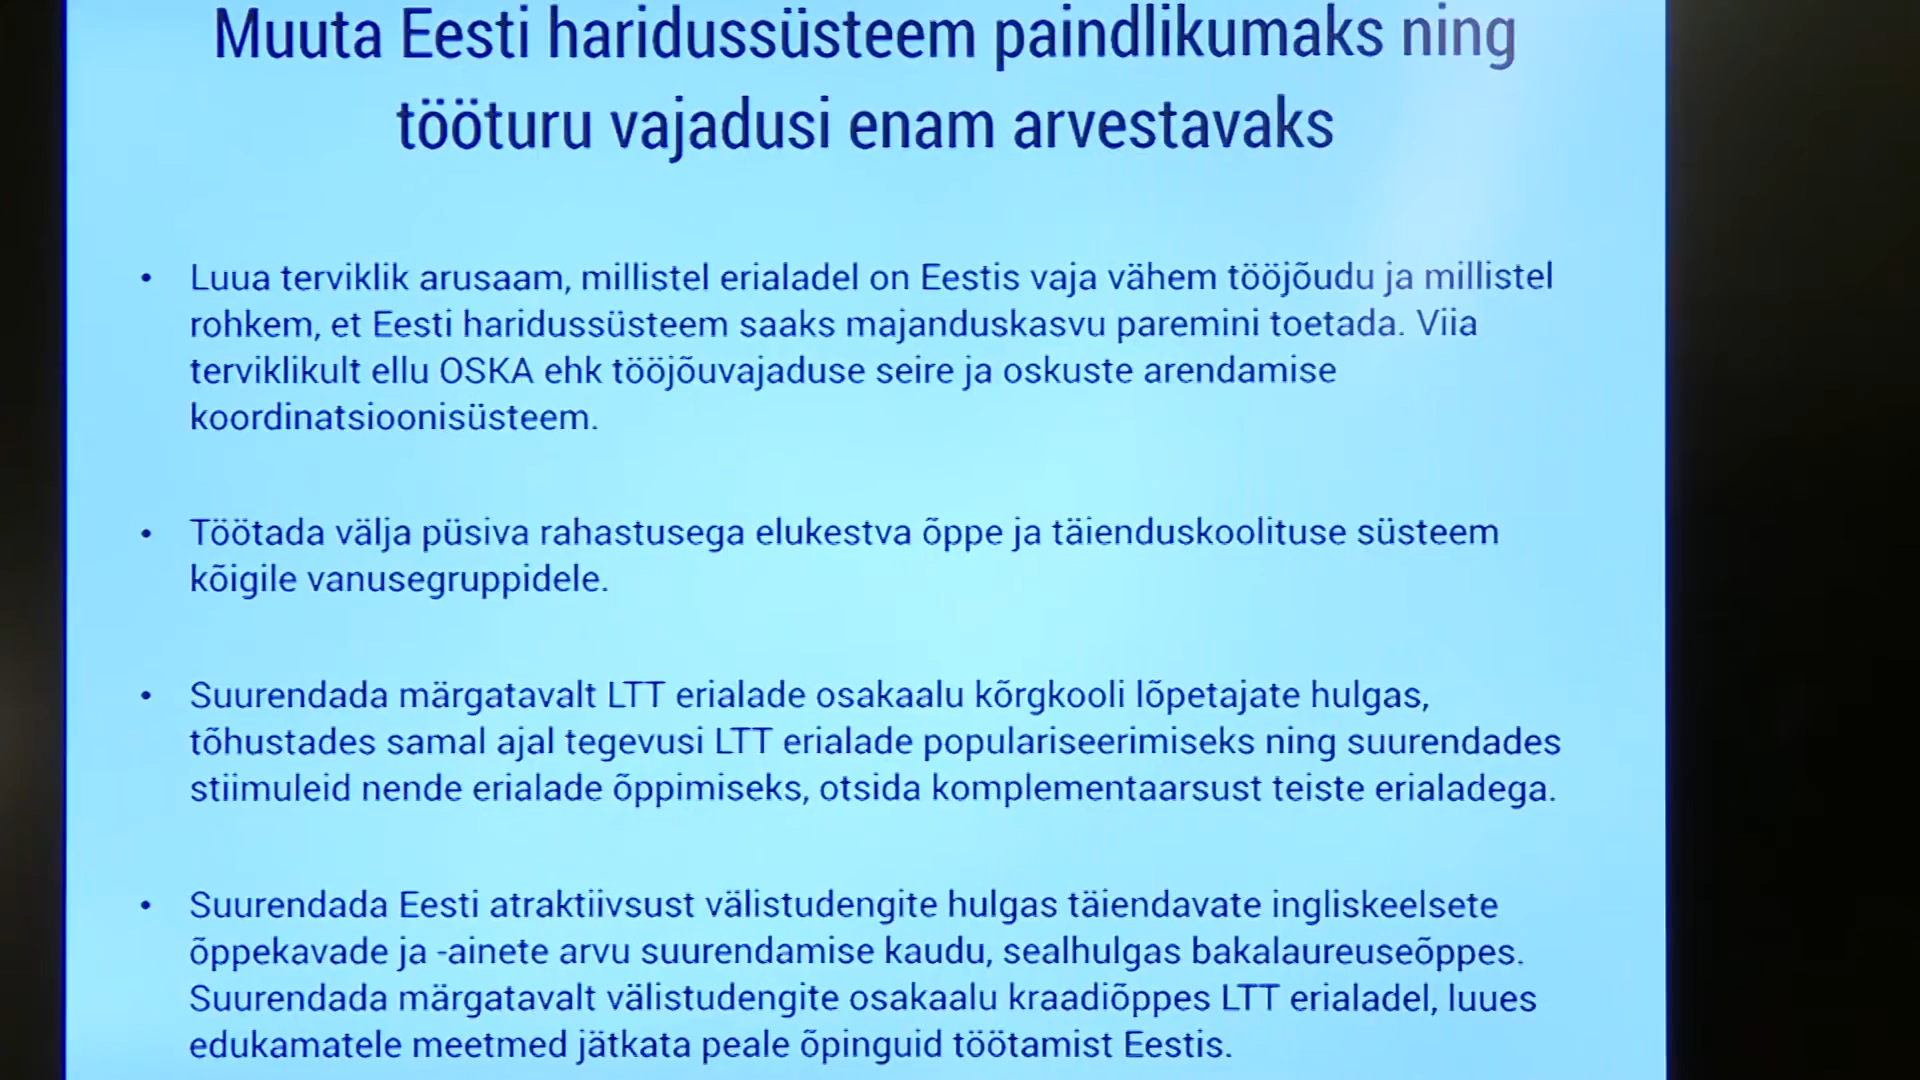 Muuta Eesti haridussüsteem paindlikumaks ning
tööturu vajadusi enam arvestavaks
• Luua terviklik arusaam, millistel erialadel on Eestis vaja vähem tööjõudu ja millistel
rohkem, et Eesti haridussüsteem saaks majanduskasvu paremini toetada. Viia
terviklikult ellu OSKA ehk tööjõuvajaduse seire ja oskuste arendamise
koordinatsioonisüsteem.
• Töötada välja püsiva rahastusega elukestva õppe ja täienduskoolituse süsteem
kõigile vanusegruppidele.
• Suurendada märgatavalt LTT erialade osakaalu kõrgkooli lõpetajate hulgas,
tõhustades samal ajal tegevusi LTT erialade populariseerimiseks ning suurendades
stiimuleid nende erialade õppimiseks, otsida komplementaarsust teiste erialadega.
• Suurendada Eesti atraktiivsust välistudengite hulgas täiendavate ingliskeelsete
õppekavade ja -ainete arvu suurendamise kaudu, sealhulgas bakalaureuseõppes.
Suurendada märgatavalt välistudengite osakaalu kraadiõppes LTT erialadel, luues
edukamatele meetmed jätkata peale õpinguid töötamist Eestis.